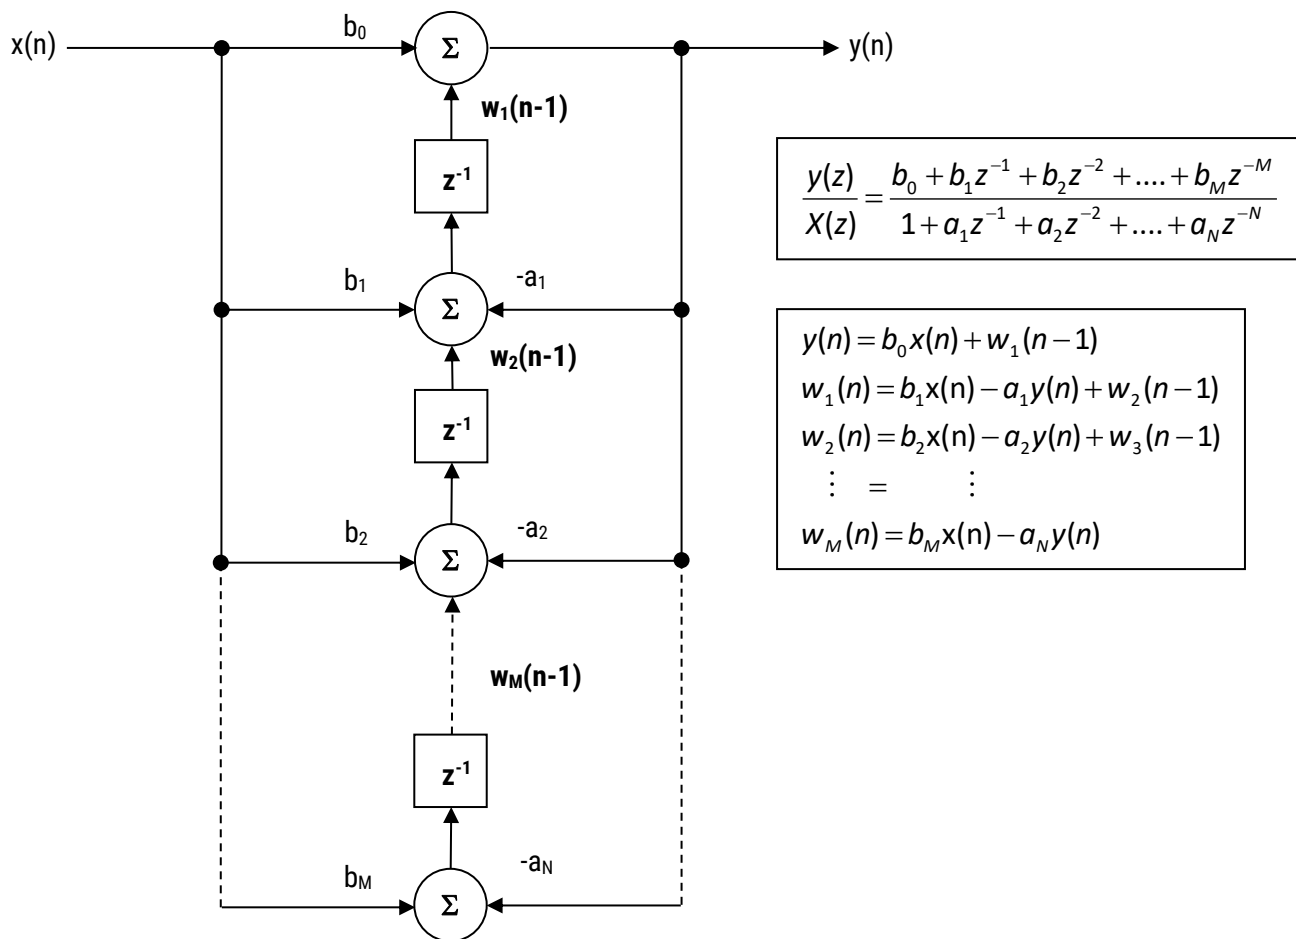 x(n) b₀ Σ y(n)
w₁(n-1)
z⁻¹
b₁ Σ -a₁
w₂(n-1)
z⁻¹
b₂ Σ -a₂
w_M(n-1)
z⁻¹
b_M Σ -a_N
y(z)/X(z) = (b₀ + b₁z⁻¹ + b₂z⁻² + .... + b_M z^{-M})/(1 + a₁z⁻¹ + a₂z⁻² + .... + a_N z^{-N})
y(n) = b₀x(n) + w₁(n−1)
w₁(n) = b₁x(n) − a₁y(n) + w₂(n−1)
w₂(n) = b₂x(n) − a₂y(n) + w₃(n−1)
⋮ = ⋮
w_M(n) = b_M x(n) − a_N y(n)